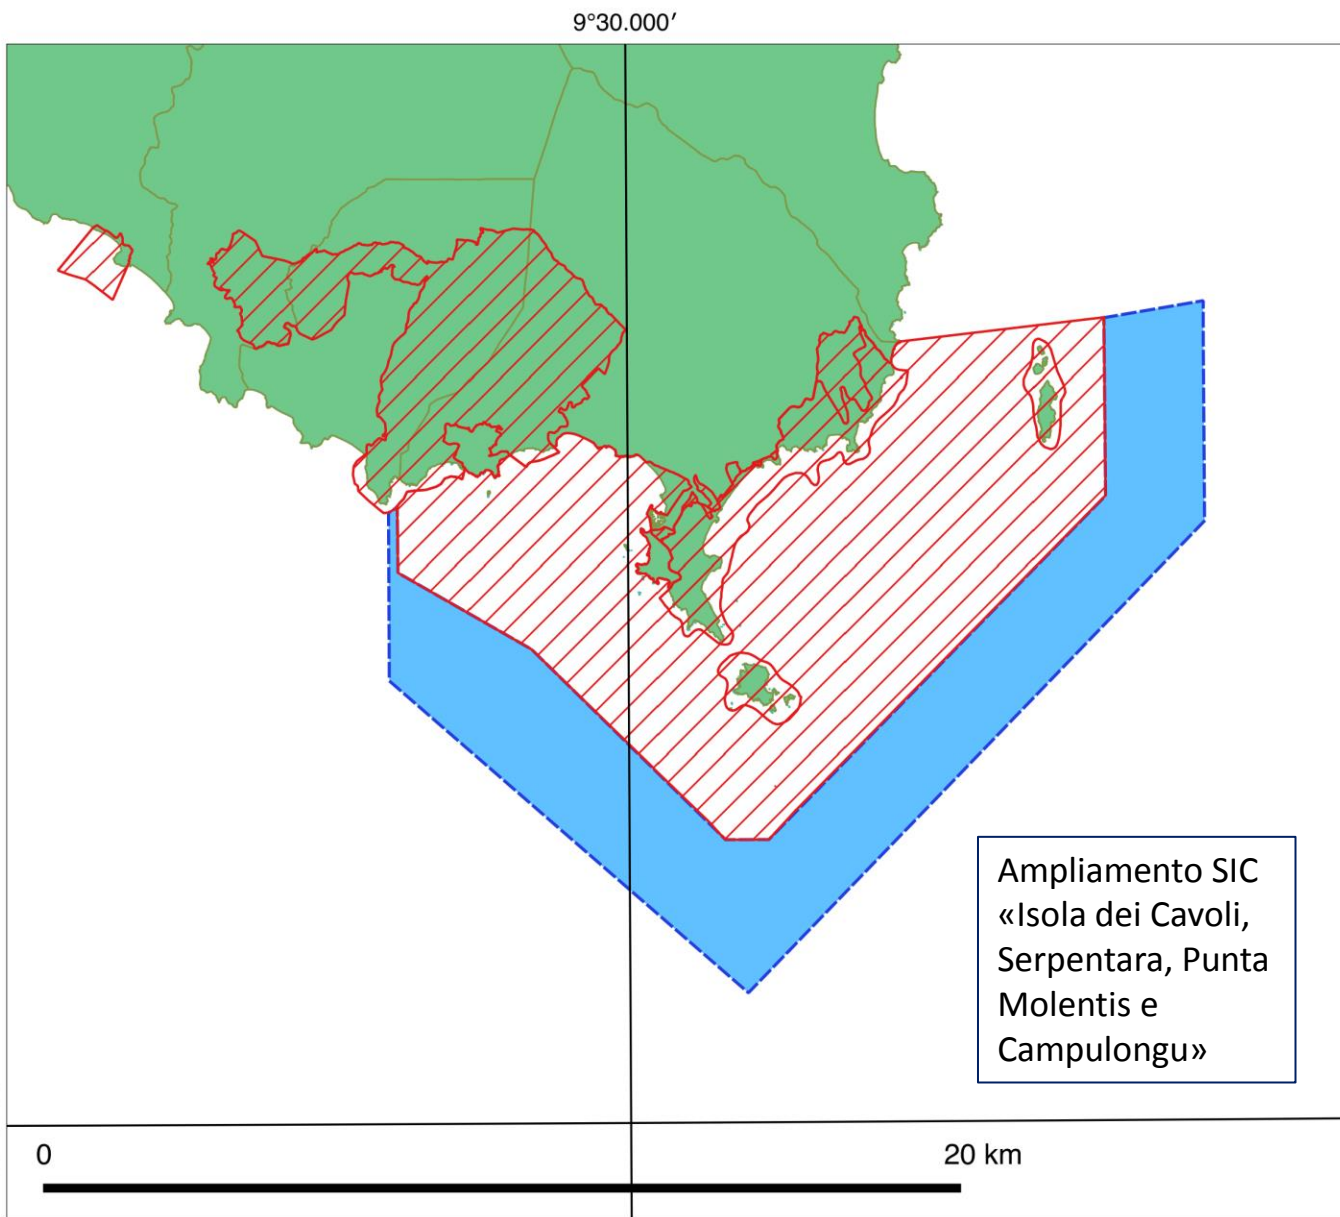 9°30.000′
Ampliamento SIC
«Isola dei Cavoli,
Serpentara, Punta
Molentis e
Campulongu»
0 20 km